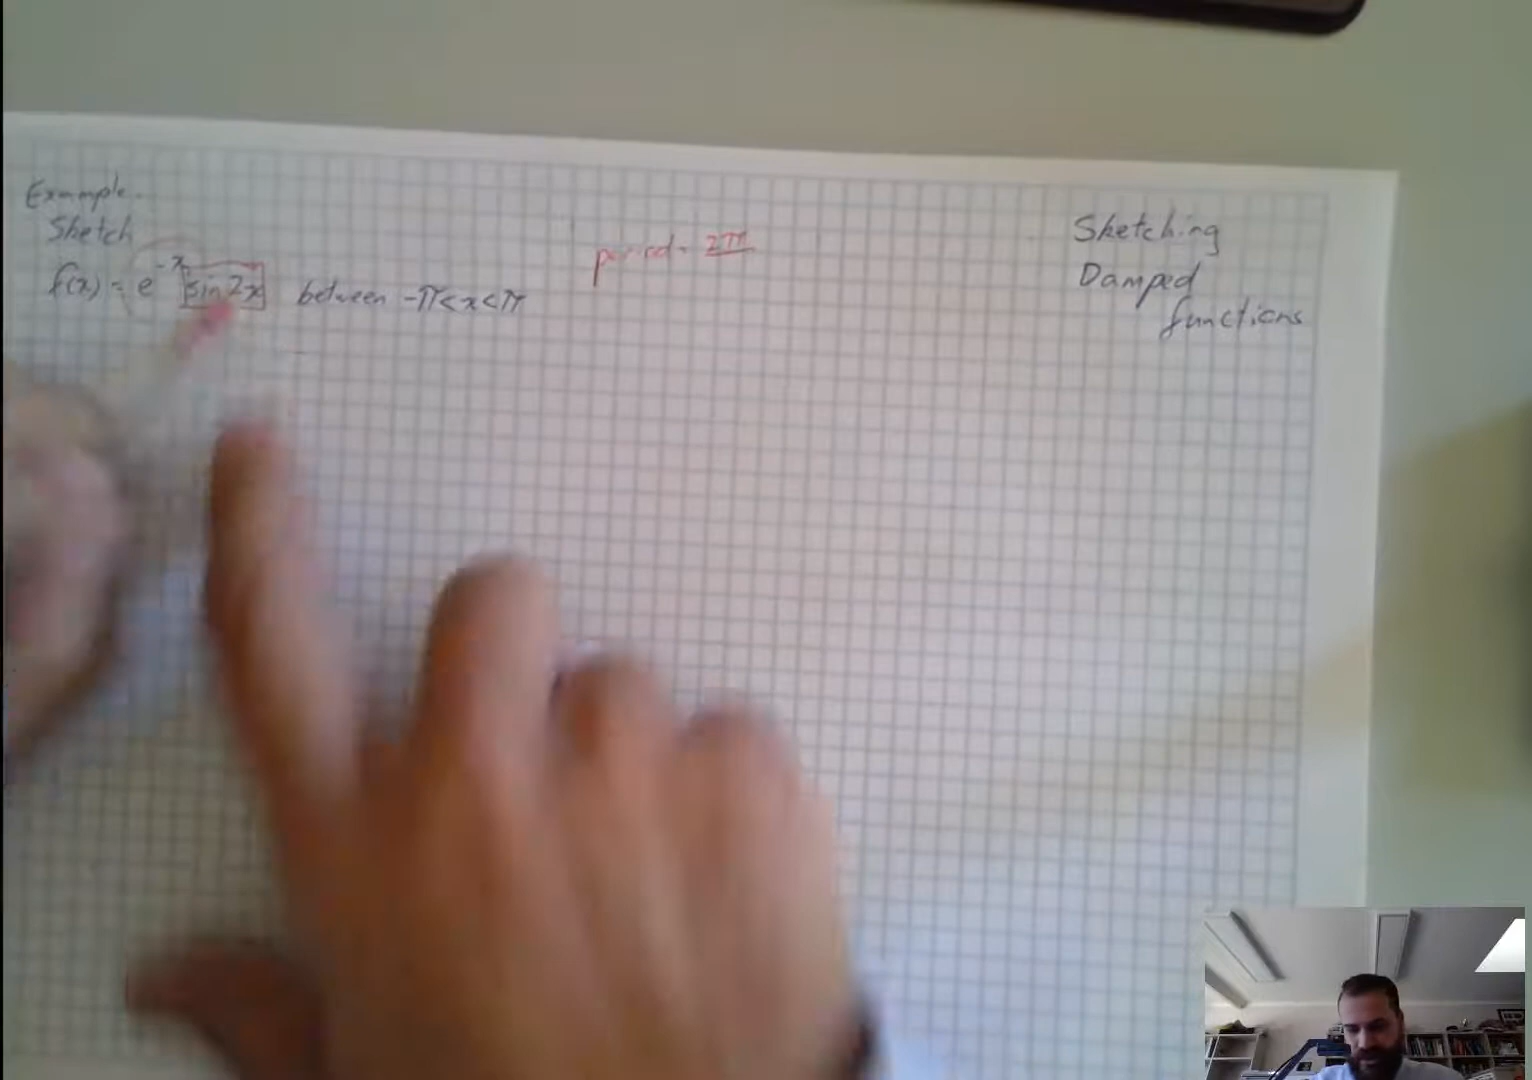 Example.
Sketch
f(x) = e^-x sin 2x between -π<x<π
period = 2π
Sketching
Damped
functions